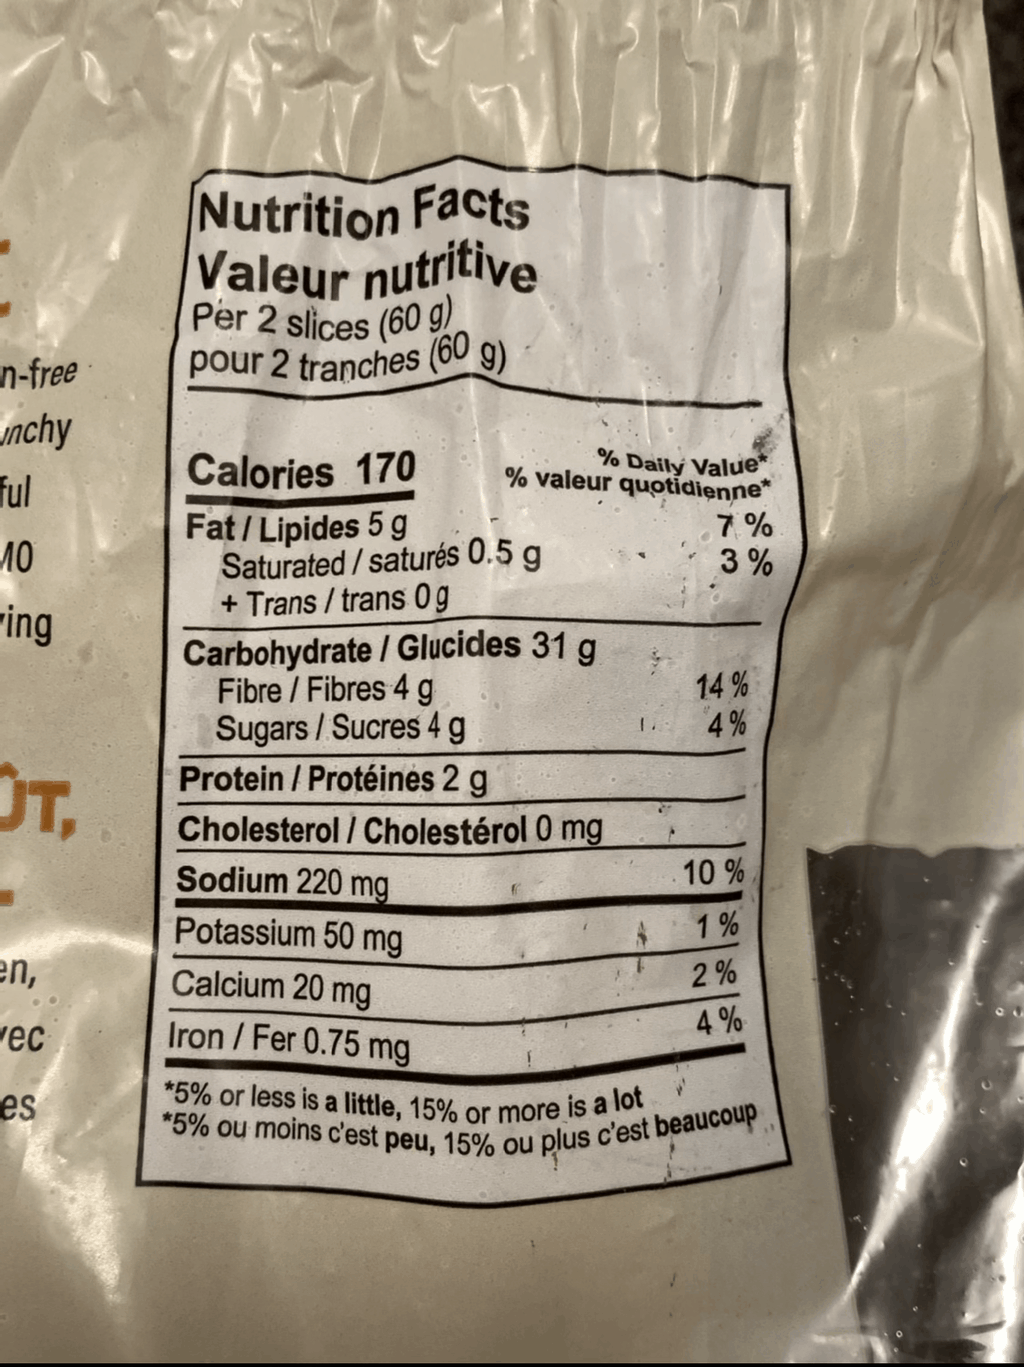 n-free
unchy
ful
MO
ring
ÛT,
en,
vec
es
Nutrition Facts
Valeur nutritive
Per 2 slices (60 g)
pour 2 tranches (60 g)
% Daily Value*
Calories 170
% valeur quotidienne*
Fat / Lipides 5 g 7 %
Saturated / saturés 0.5 g 3 %
+ Trans / trans 0 g
Carbohydrate / Glucides 31 g
Fibre / Fibres 4 g 14 %
Sugars / Sucres 4 g 4 %
Protein / Protéines 2 g
Cholesterol / Cholestérol 0 mg
Sodium 220 mg 10 %
Potassium 50 mg 1 %
Calcium 20 mg 2 %
Iron / Fer 0.75 mg 4 %
*5% or less is a little, 15% or more is a lot
*5% ou moins c'est peu, 15% ou plus c'est beaucoup